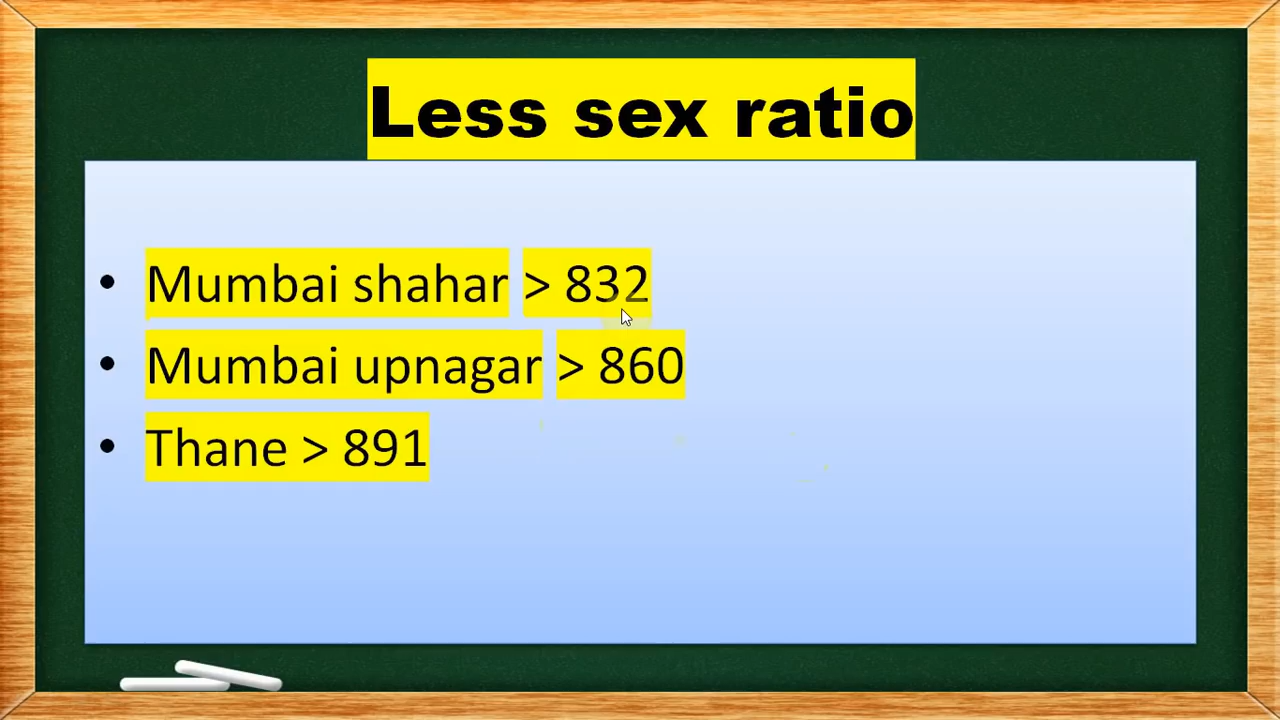 Less sex ratio
• Mumbai shahar > 832
• Mumbai upnagar > 860
• Thane > 891